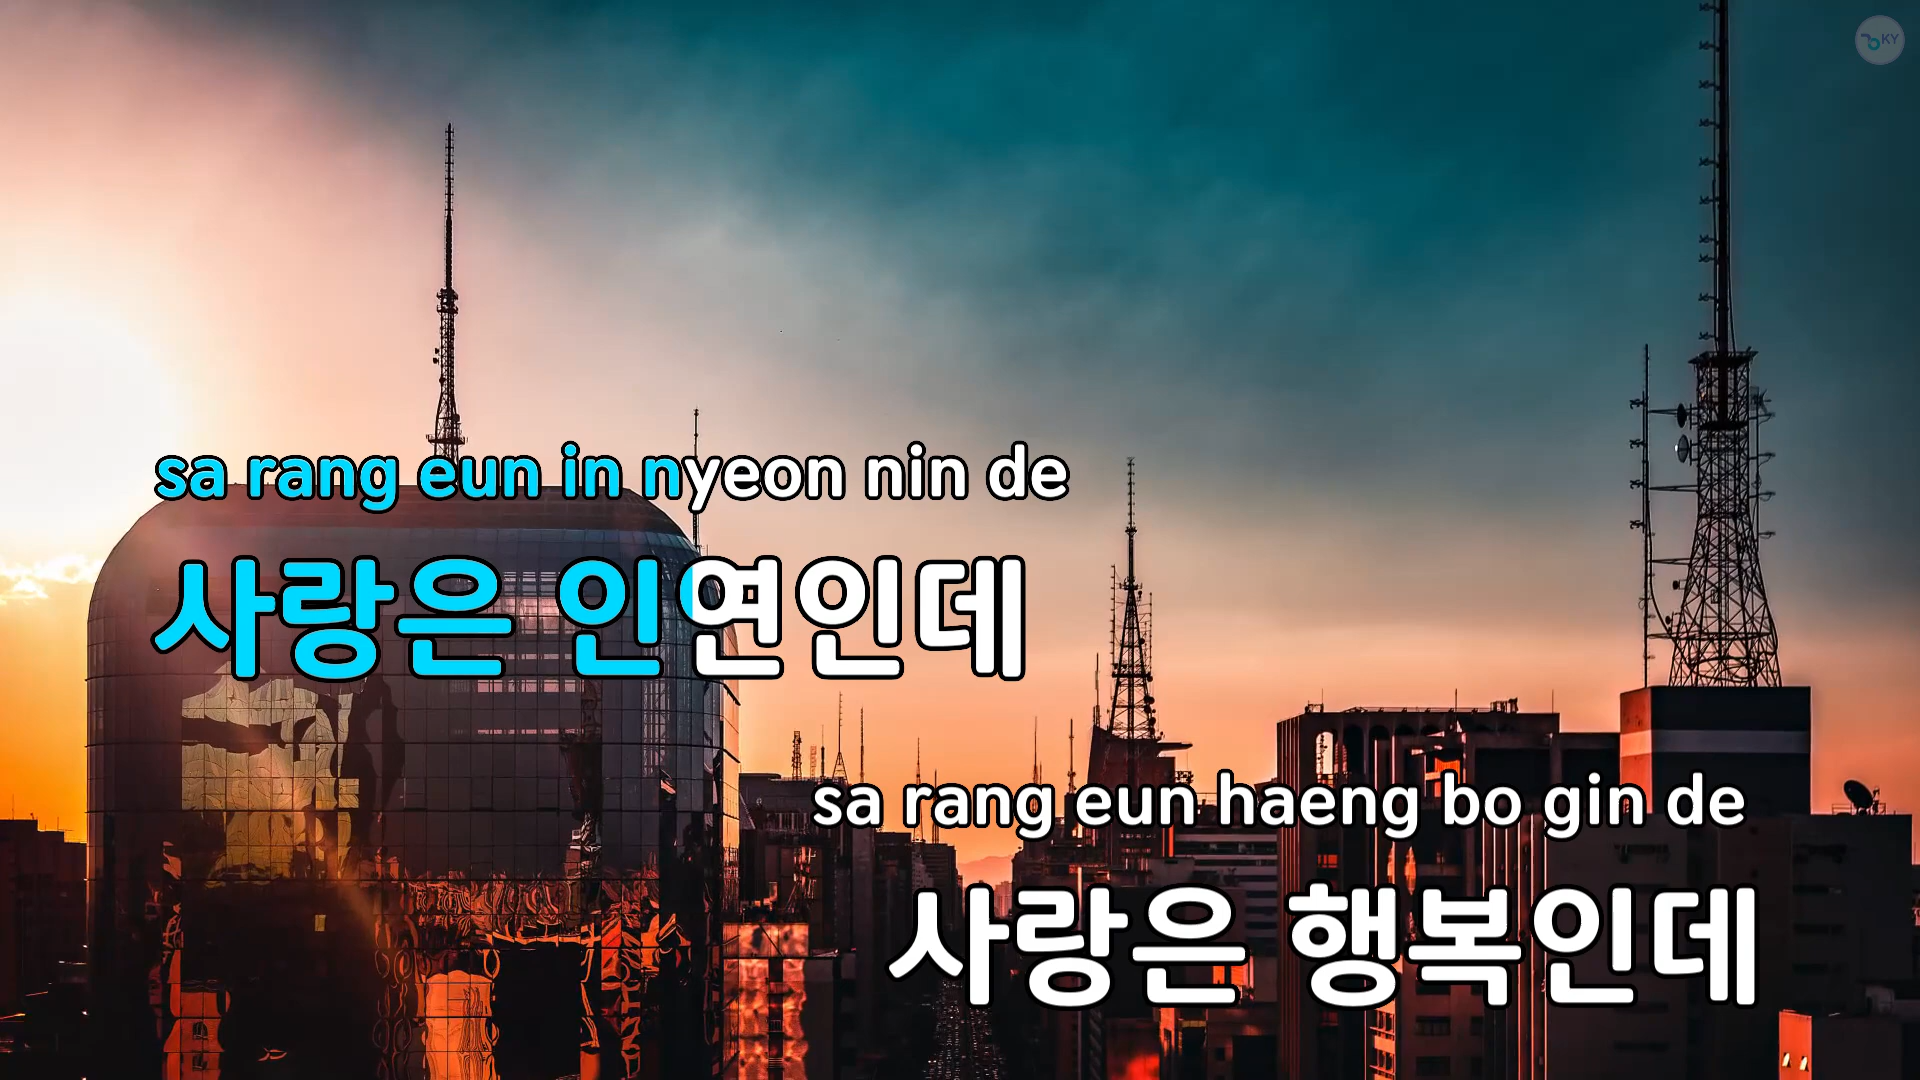 KY
sa rang eun in nyeon nin de
사랑은 인연인데
sa rang eun haeng bo gin de
사랑은 행복인데